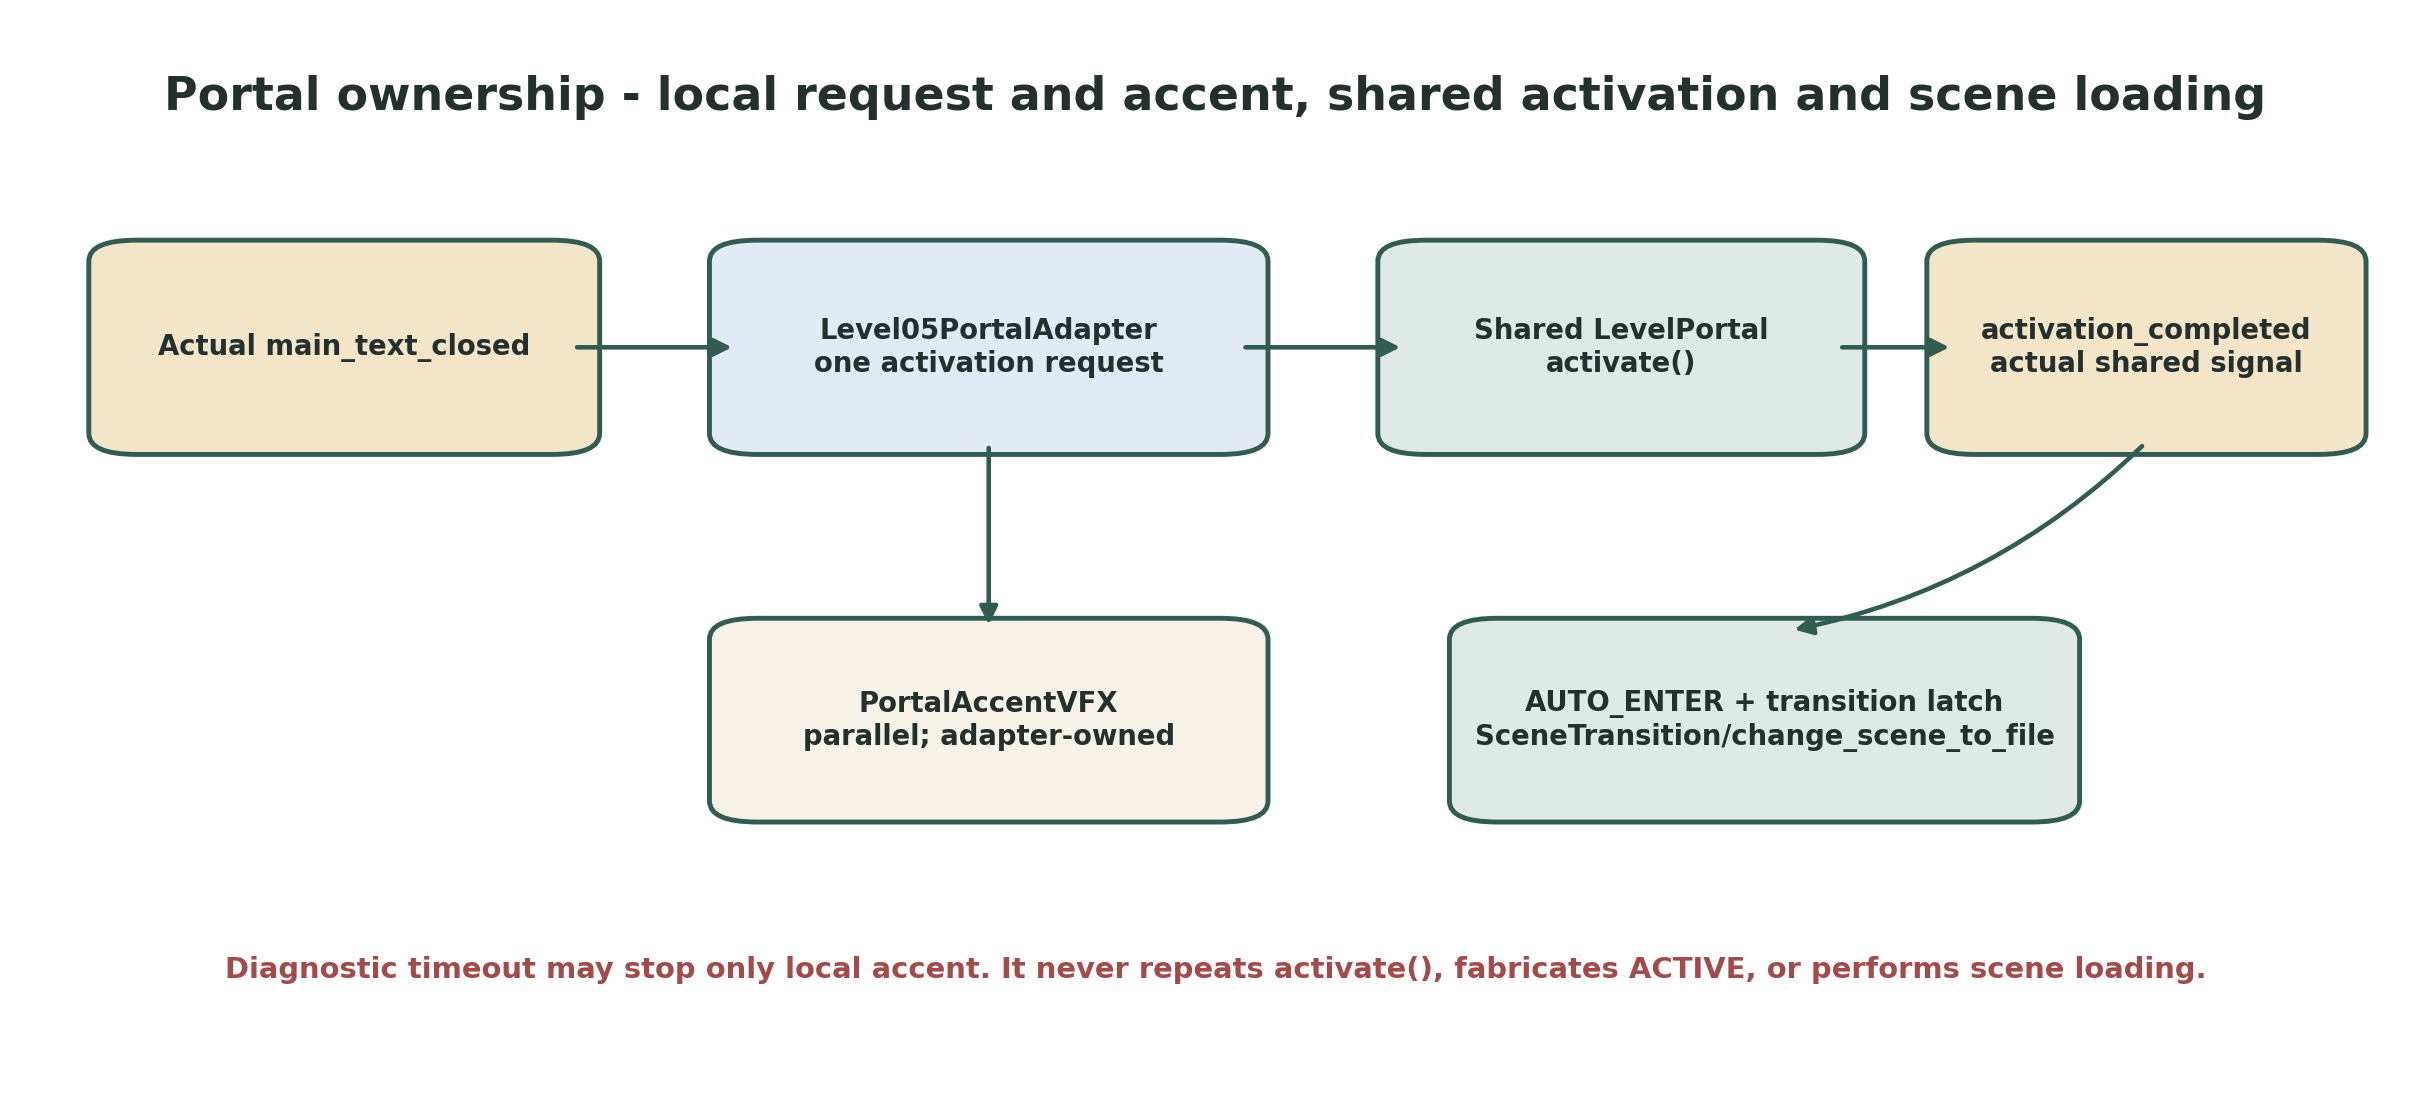 Portal ownership - local request and accent, shared activation and scene loading
Actual main_text_closed
Level05PortalAdapter
one activation request
Shared LevelPortal
activate()
activation_completed
actual shared signal
PortalAccentVFX
parallel; adapter-owned
AUTO_ENTER + transition latch
SceneTransition/change_scene_to_file
Diagnostic timeout may stop only local accent. It never repeats activate(), fabricates ACTIVE, or performs scene loading.